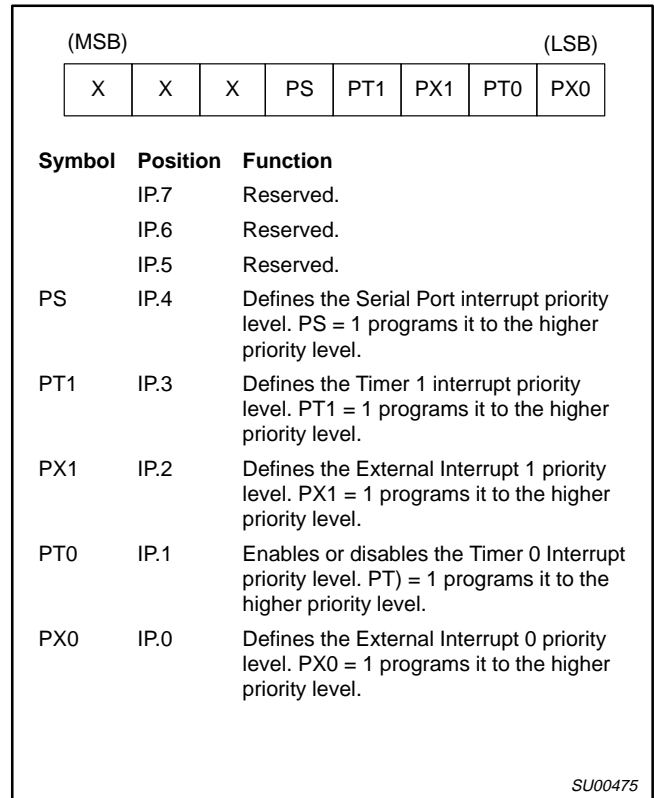 (MSB) (LSB)
X X X PS PT1 PX1 PT0 PX0
Symbol Position Function
IP.7 Reserved.
IP.6 Reserved.
IP.5 Reserved.
PS IP.4 Defines the Serial Port interrupt priority
level. PS = 1 programs it to the higher
priority level.
PT1 IP.3 Defines the Timer 1 interrupt priority
level. PT1 = 1 programs it to the higher
priority level.
PX1 IP.2 Defines the External Interrupt 1 priority
level. PX1 = 1 programs it to the higher
priority level.
PT0 IP.1 Enables or disables the Timer 0 Interrupt
priority level. PT) = 1 programs it to the
higher priority level.
PX0 IP.0 Defines the External Interrupt 0 priority
level. PX0 = 1 programs it to the higher
priority level.
SU00475